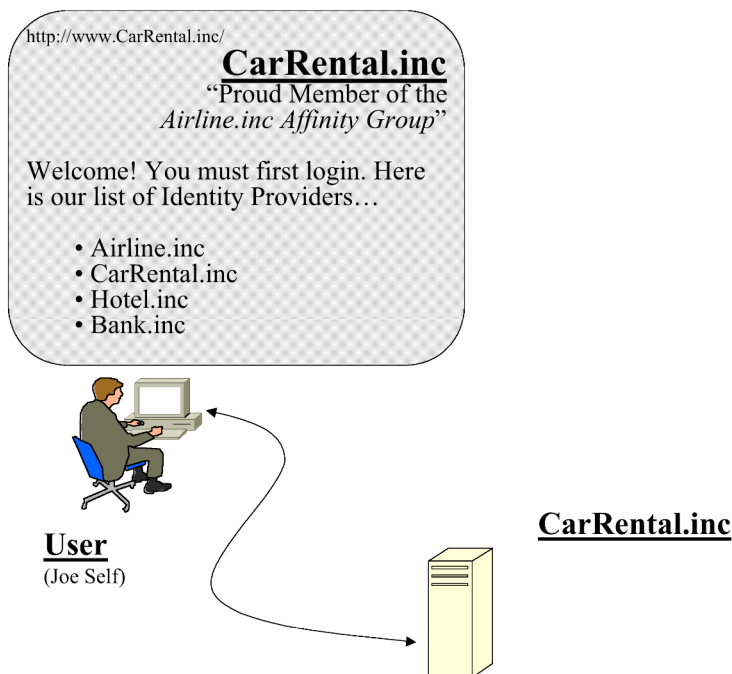 http://www.CarRental.inc/
CarRental.inc
“Proud Member of the
Airline.inc Affinity Group”
Welcome! You must first login. Here
is our list of Identity Providers…
• Airline.inc
• CarRental.inc
• Hotel.inc
• Bank.inc
User
(Joe Self)
CarRental.inc